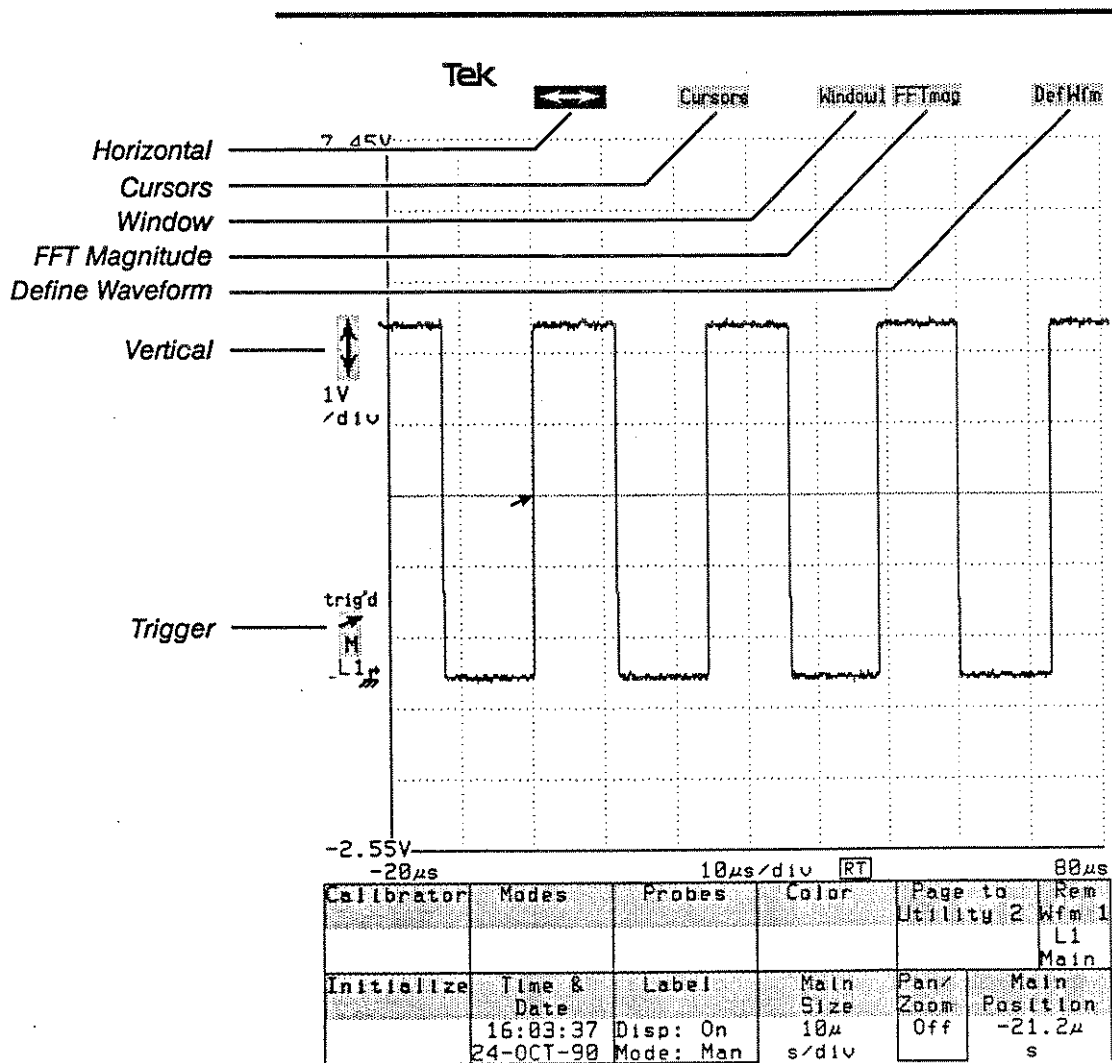 Tek
Cursors Window1 FFTmag DefWfm
7.45V
Horizontal
Cursors
Window
FFT Magnitude
Define Waveform
Vertical
1V
/div
trig'd
Trigger
M
L1
-2.55V
-20µs 10µs/div RT 80µs
Calibrator Modes Probes Color Page to Utility 2 Rem Wfm 1
L1
Main
Initialize Time & Date Label Main Size Pan/ Zoom Main Position
16:03:37 Disp: On 10µ Off -21.2µ
24-OCT-90 Mode: Man s/div s